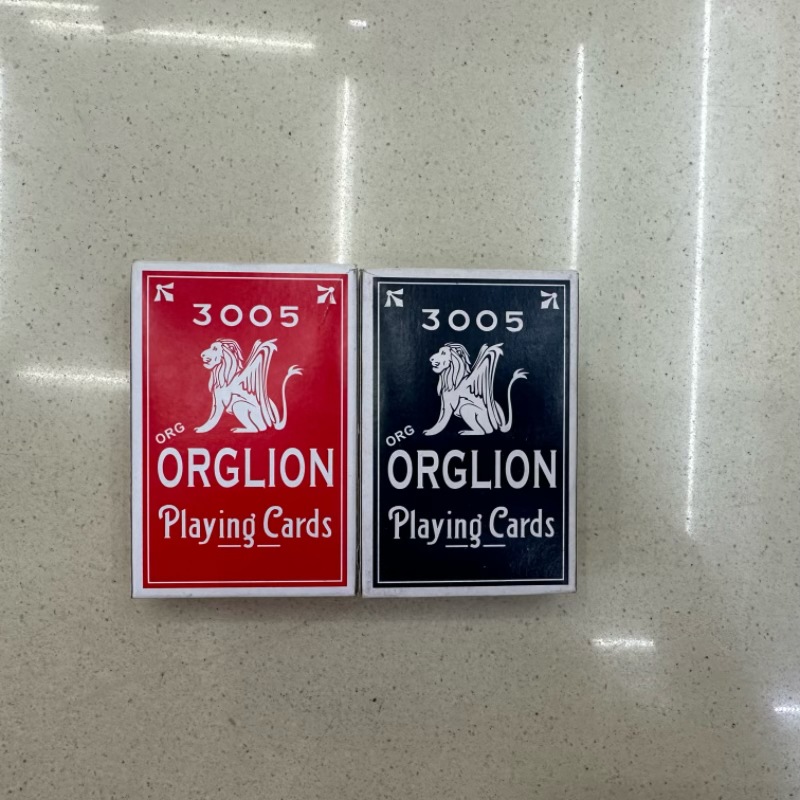 3005
ORG
ORGLION
Playing Cards
3005
ORG
ORGLION
Playing Cards